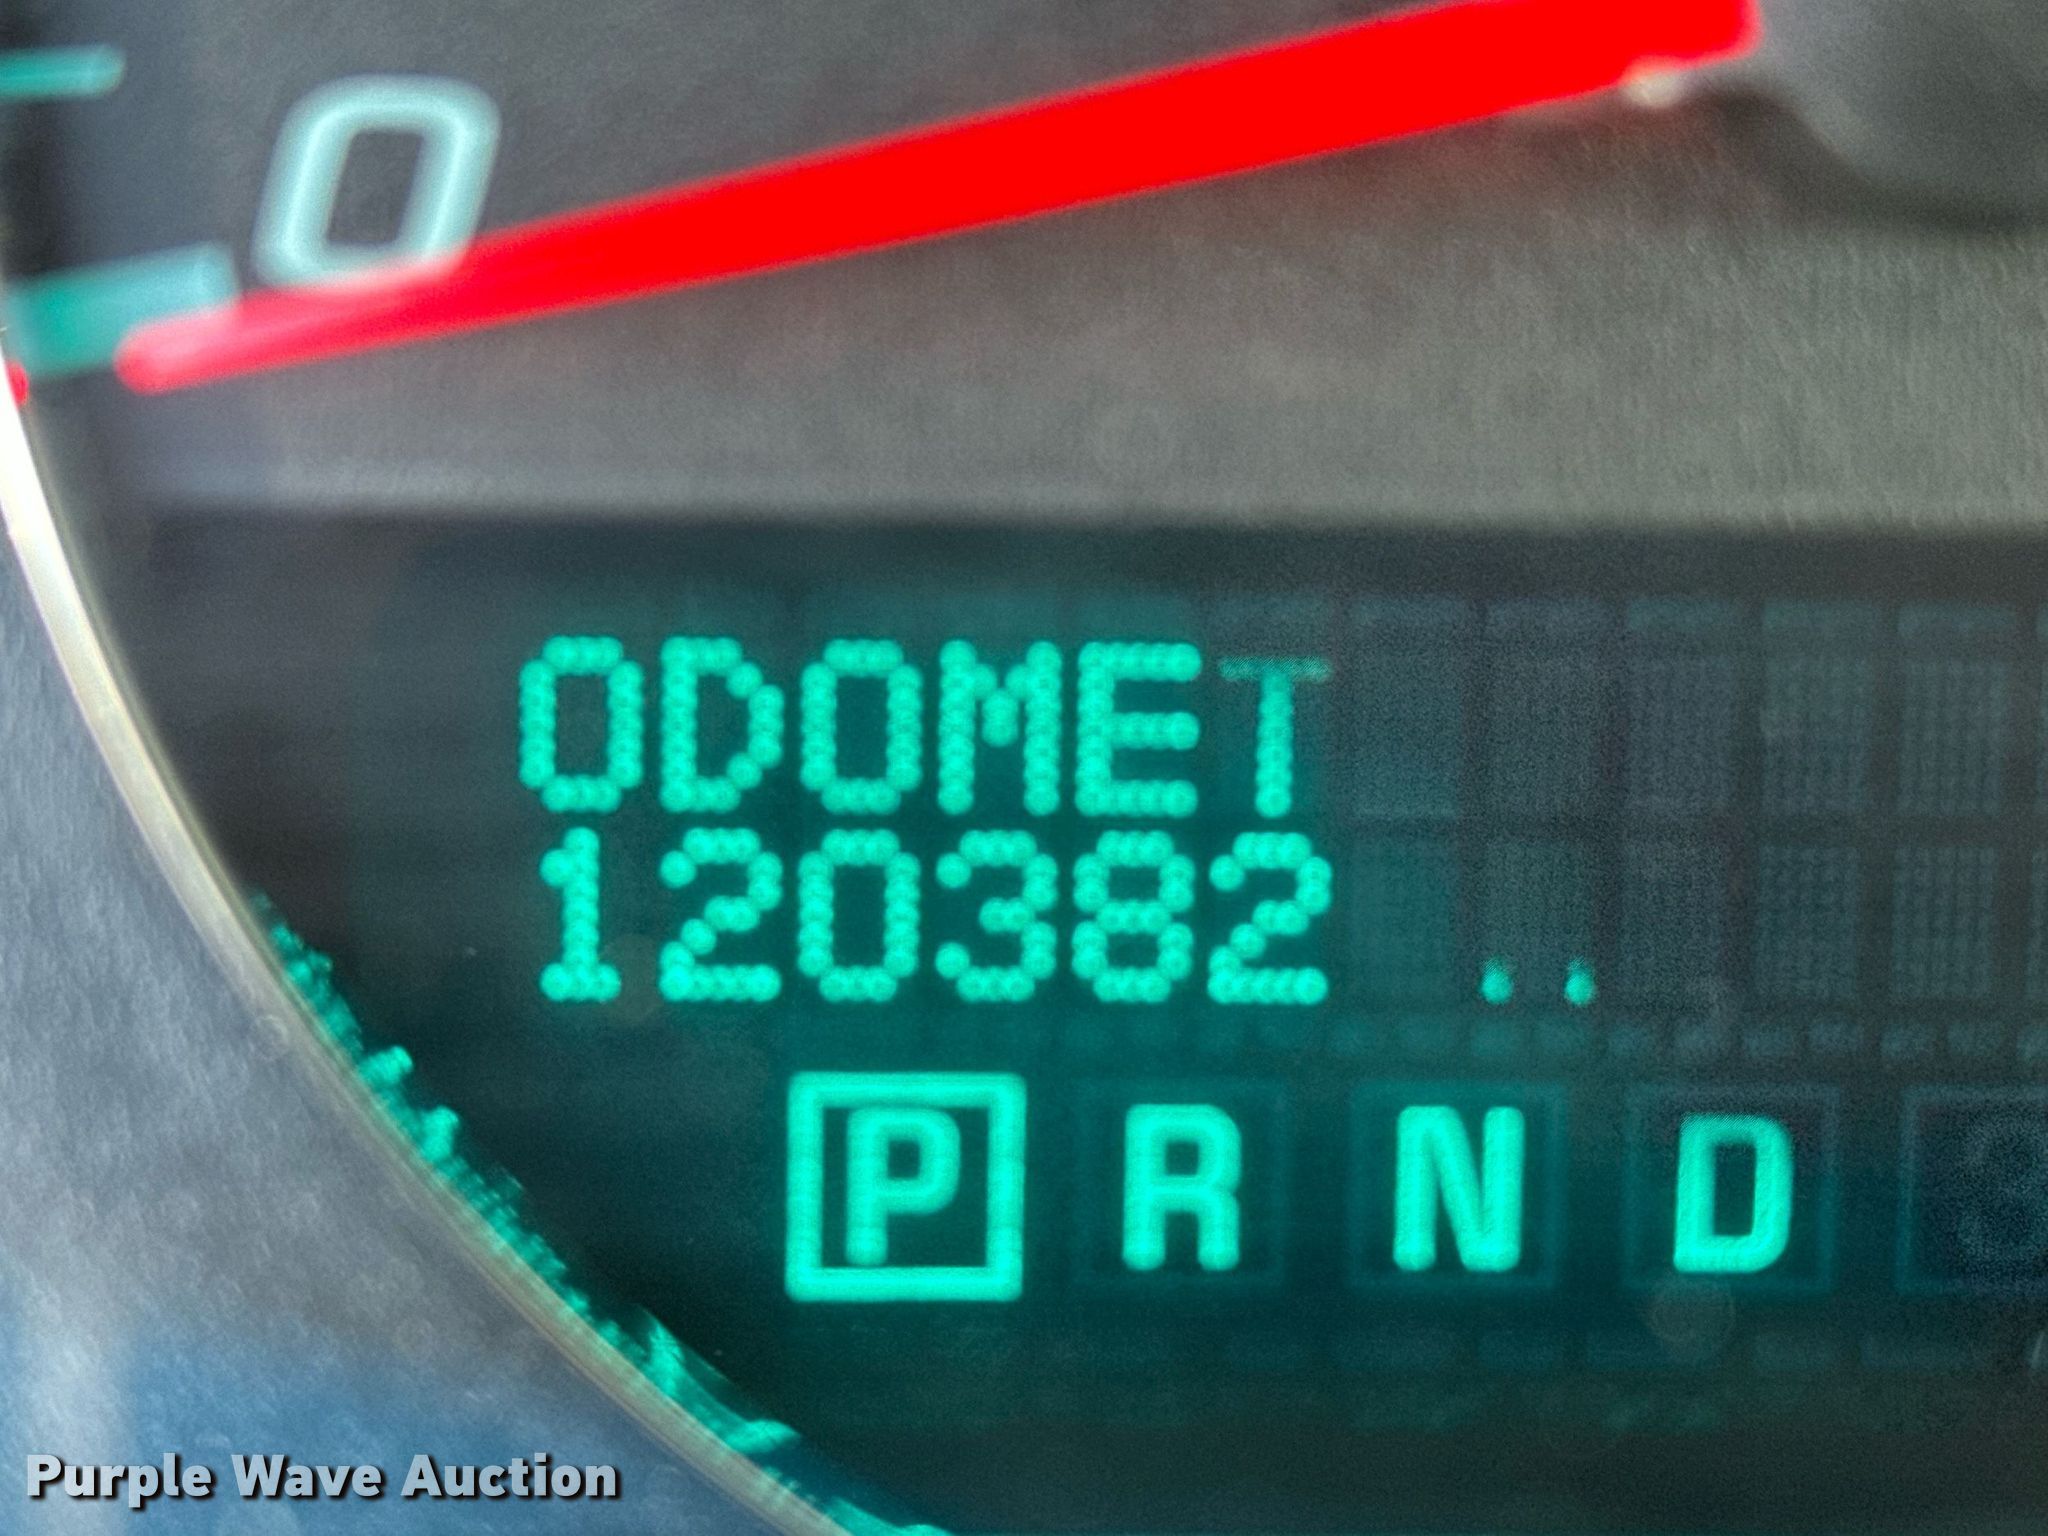 0
ODOMET
120382 ..
P R N D
Purple Wave Auction